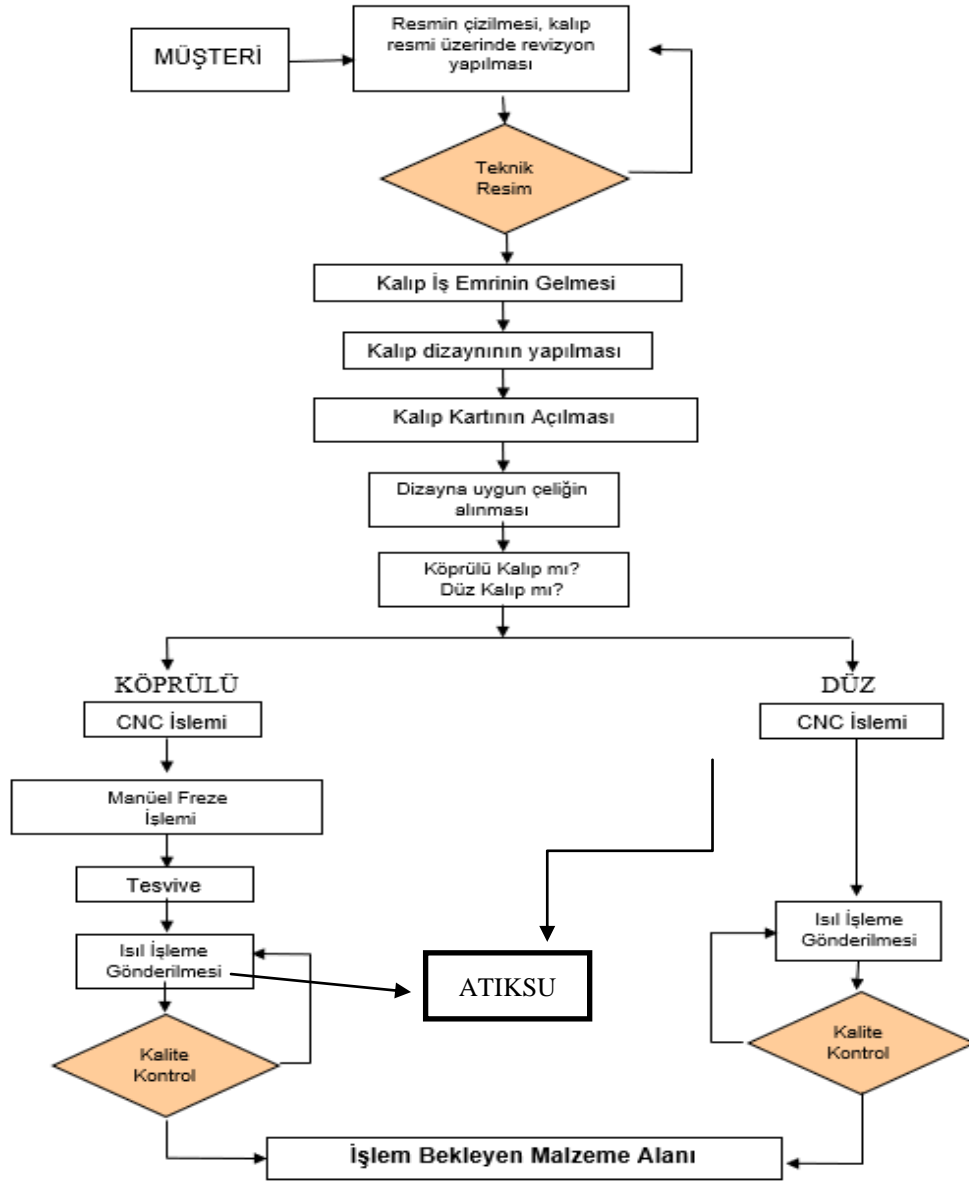 MÜŞTERİ
Resmin çizilmesi, kalıp
resmi üzerinde revizyon
yapılması
Teknik
Resim
Kalıp İş Emrinin Gelmesi
Kalıp dizaynının yapılması
Kalıp Kartının Açılması
Dizayna uygun çeliğin
alınması
Köprülü Kalıp mı?
Düz Kalıp mı?
KÖPRÜLÜ
DÜZ
CNC İslemi
CNC İslemi
Manüel Freze
İşlemi
Tesvive
Isıl İşleme
Gönderilmesi
Isıl İşleme
Gönderilmesi
ATIKSU
Kalite
Kontrol
Kalite
Kontrol
İşlem Bekleyen Malzeme Alanı